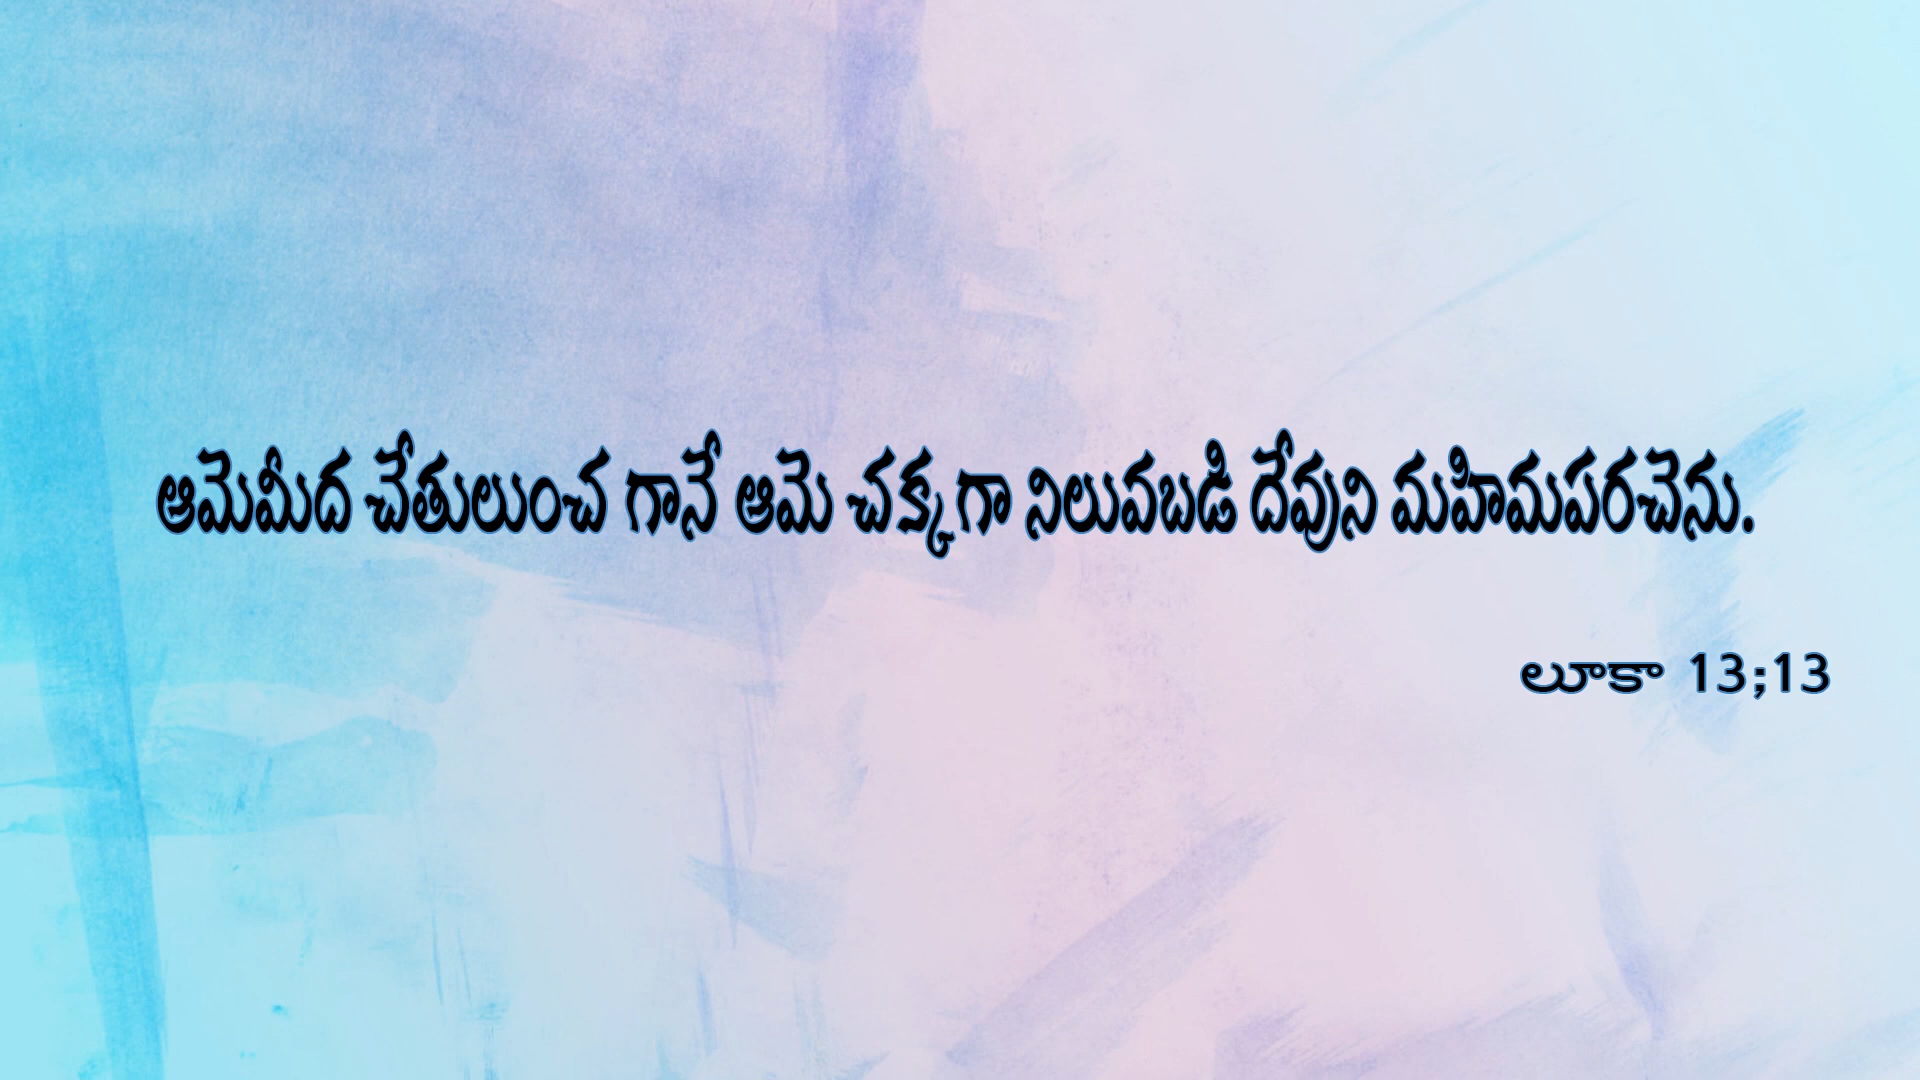 ఆమెమీద చేతులుంచ గానే ఆమె చక్కగా నిలువబడి దేవుని మహిమపరచెను.
లూకా 13;13